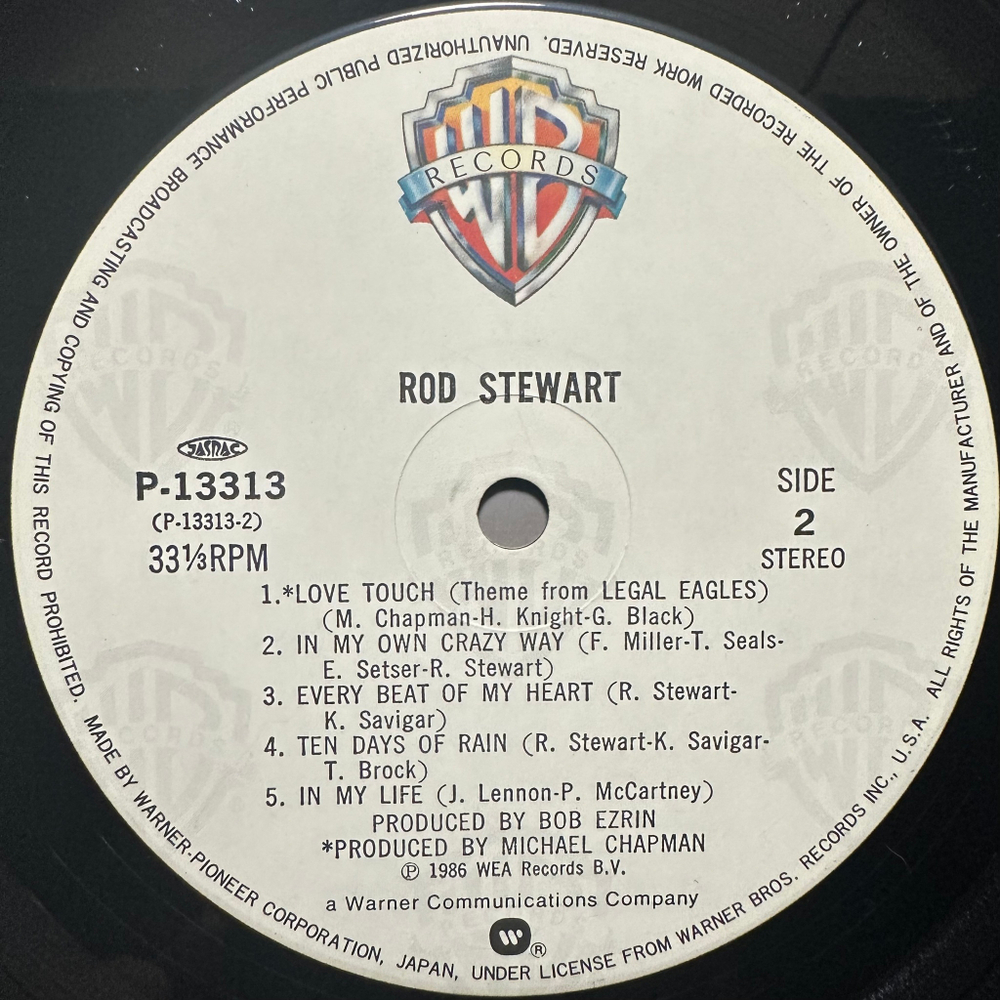 WB
RECORDS
ROD STEWART
JASRAC
P-13313
(P-13313-2)
33⅓RPM
SIDE
2
STEREO
1.*LOVE TOUCH (Theme from LEGAL EAGLES)
(M. Chapman-H. Knight-G. Black)
2. IN MY OWN CRAZY WAY (F. Miller-T. Seals-
E. Setser-R. Stewart)
3. EVERY BEAT OF MY HEART (R. Stewart-
K. Savigar)
4. TEN DAYS OF RAIN (R. Stewart-K. Savigar-
T. Brock)
5. IN MY LIFE (J. Lennon-P. McCartney)
PRODUCED BY BOB EZRIN
*PRODUCED BY MICHAEL CHAPMAN
℗ 1986 WEA Records B.V.
a Warner Communications Company
®
MADE BY WARNER-PIONEER CORPORATION, JAPAN, UNDER LICENSE FROM WARNER BROS. RECORDS INC., U.S.A. ALL RIGHTS OF THE MANUFACTURER AND OF THE OWNER OF THE RECORDED WORK RESERVED. UNAUTHORIZED PUBLIC PERFORMANCE BROADCASTING AND COPYING OF THIS RECORD PROHIBITED.